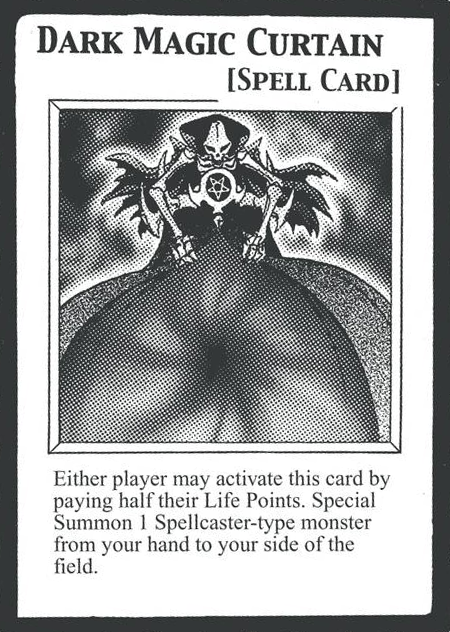 DARK MAGIC CURTAIN
[SPELL CARD]
Either player may activate this card by
paying half their Life Points. Special
Summon 1 Spellcaster-type monster
from your hand to your side of the
field.